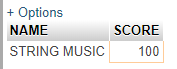 + Options
NAME SCORE
STRING MUSIC 100